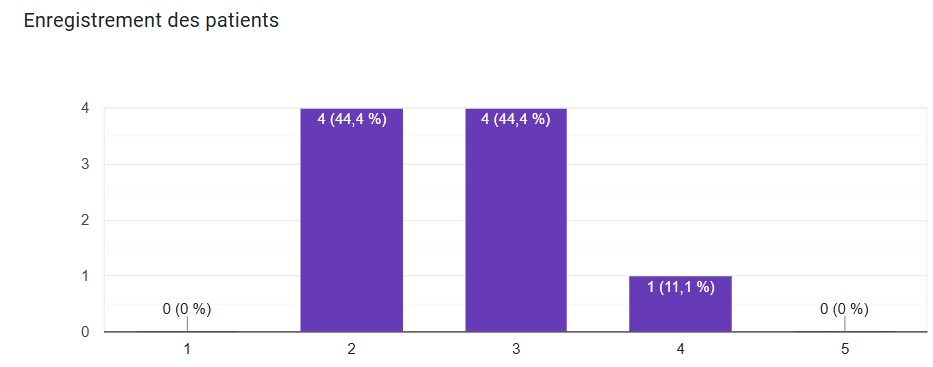 Enregistrement des patients
4
3
2
1
0
0 (0 %)
4 (44,4 %)
4 (44,4 %)
1 (11,1 %)
0 (0 %)
1 2 3 4 5